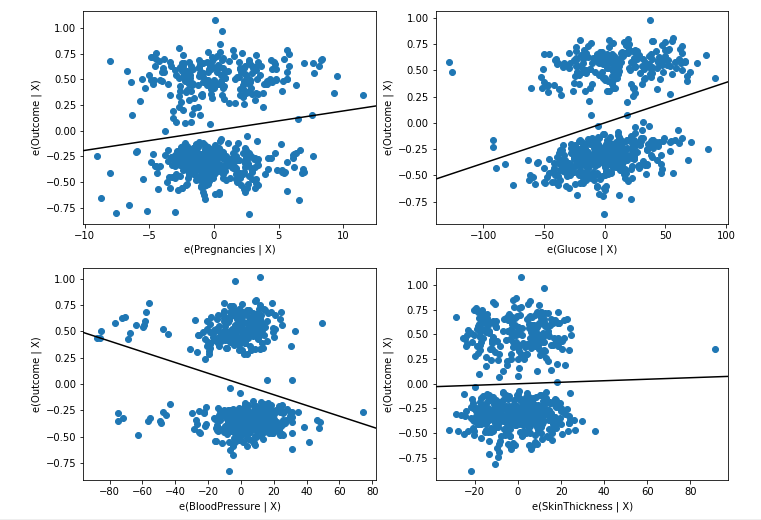 1.00
0.75
0.50
0.25
0.00
−0.25
−0.50
−0.75
e(Outcome | X)
−10 −5 0 5 10
e(Pregnancies | X)
1.00
0.75
0.50
0.25
0.00
−0.25
−0.50
−0.75
e(Outcome | X)
−100 −50 0 50 100
e(Glucose | X)
1.00
0.75
0.50
0.25
0.00
−0.25
−0.50
−0.75
e(Outcome | X)
−80 −60 −40 −20 0 20 40 60 80
e(BloodPressure | X)
1.00
0.75
0.50
0.25
0.00
−0.25
−0.50
−0.75
e(Outcome | X)
−20 0 20 40 60 80
e(SkinThickness | X)